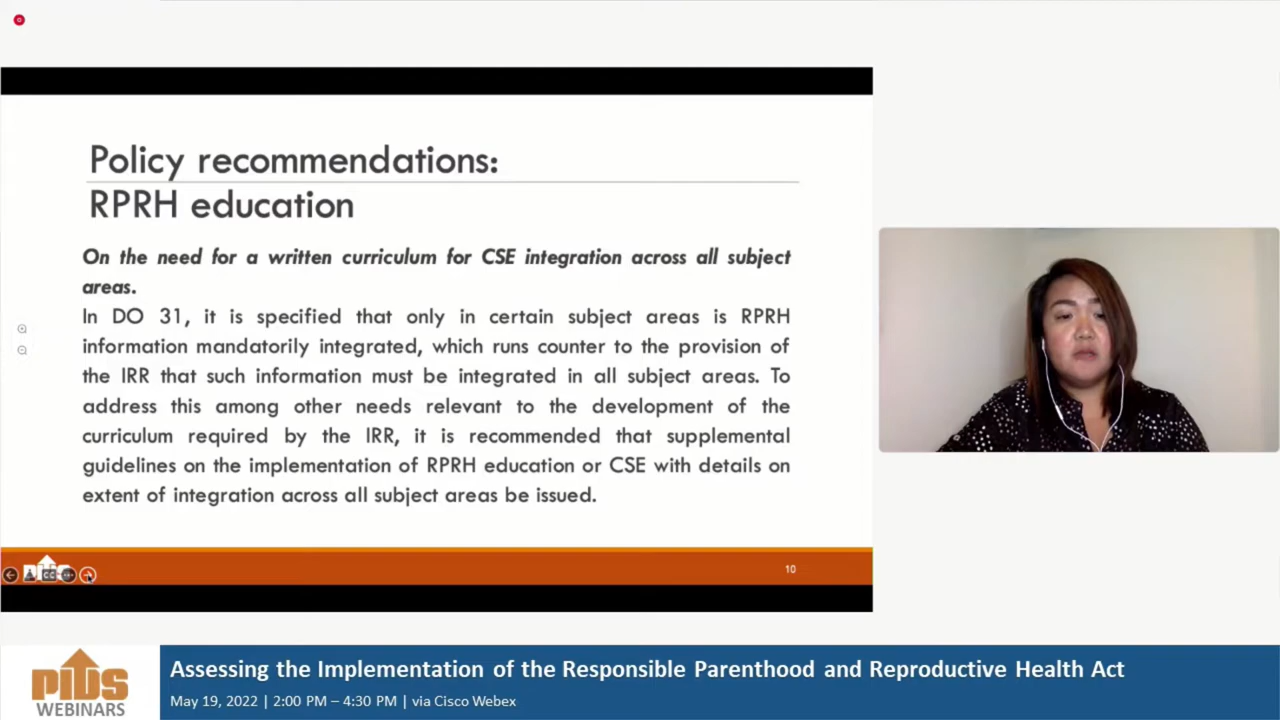 Policy recommendations:
RPRH education
On the need for a written curriculum for CSE integration across all subject
areas.
In DO 31, it is specified that only in certain subject areas is RPRH
information mandatorily integrated, which runs counter to the provision of
the IRR that such information must be integrated in all subject areas. To
address this among other needs relevant to the development of the
curriculum required by the IRR, it is recommended that supplemental
guidelines on the implementation of RPRH education or CSE with details on
extent of integration across all subject areas be issued.
CC
10
PIDS
WEBINARS
Assessing the Implementation of the Responsible Parenthood and Reproductive Health Act
May 19, 2022 | 2:00 PM – 4:30 PM | via Cisco Webex